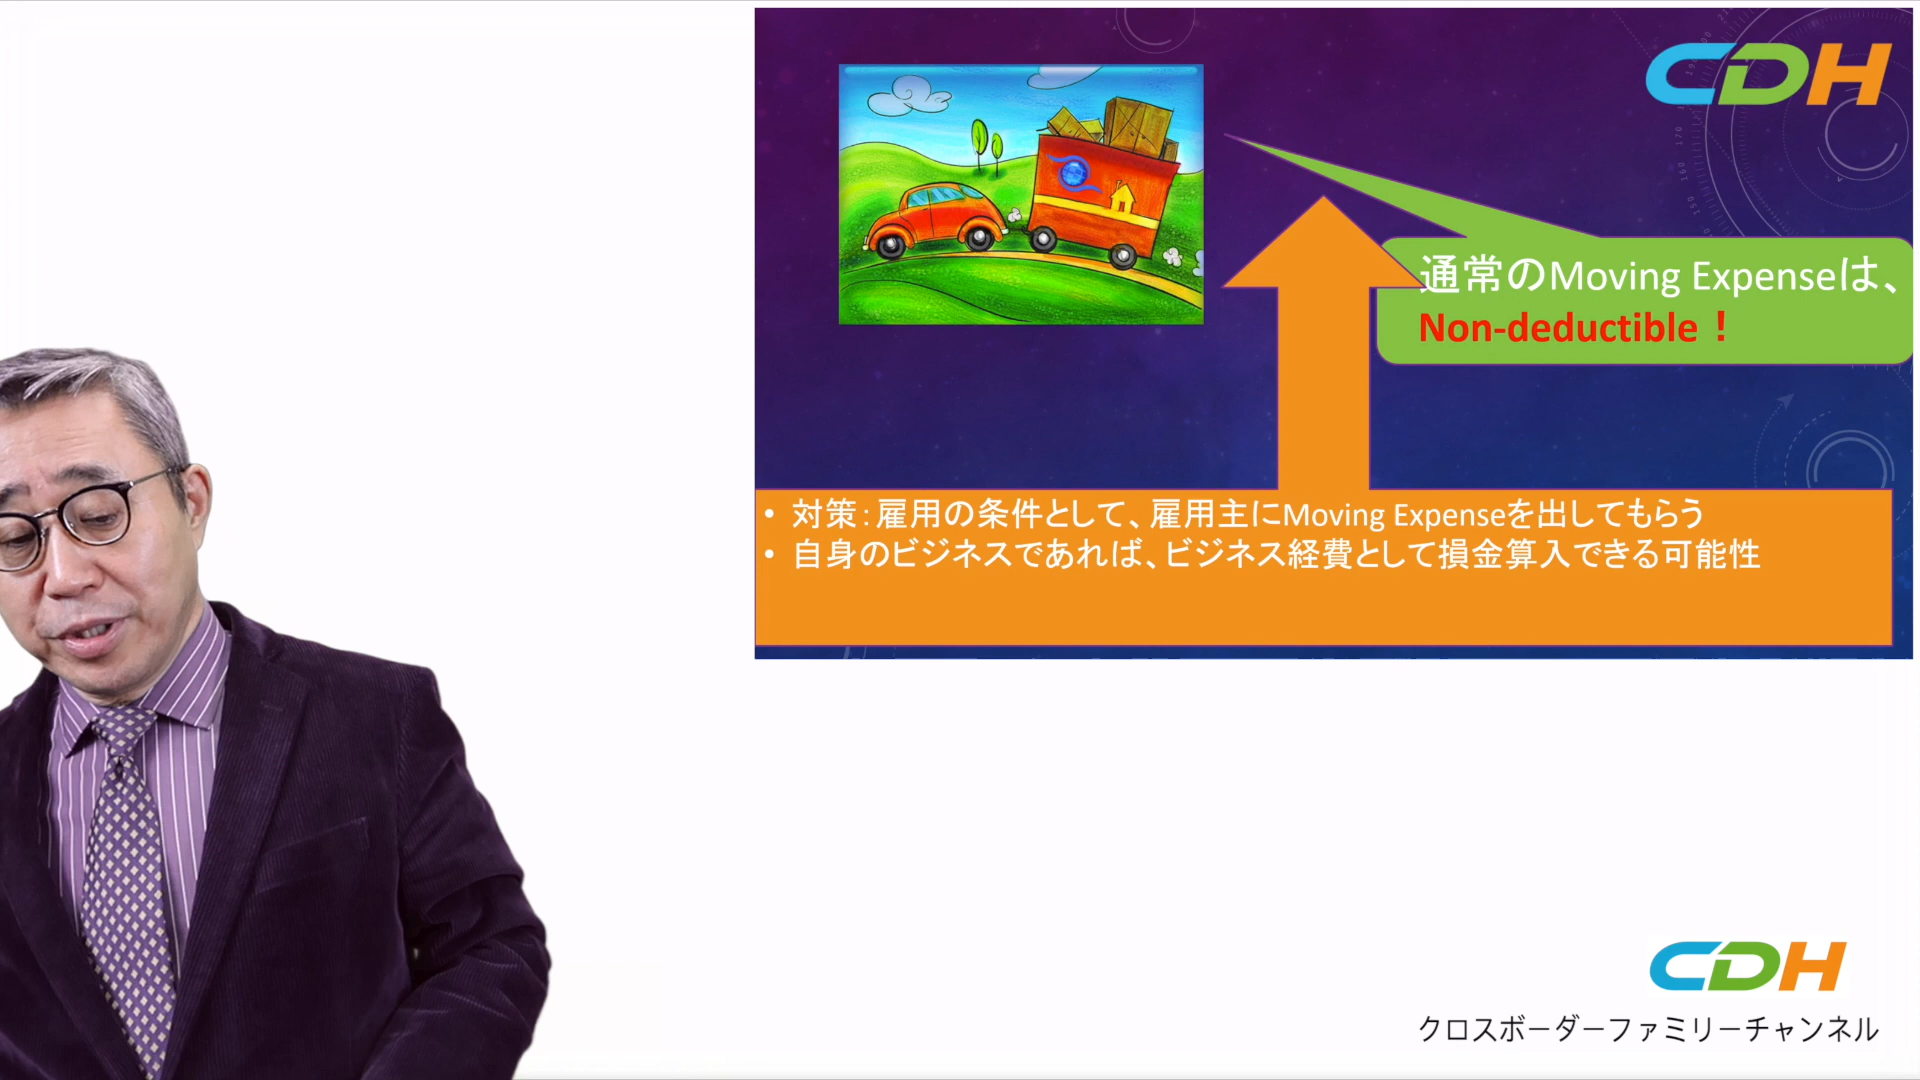 CDH
通常のMoving Expenseは、
Non-deductible！
• 対策：雇用の条件として、雇用主にMoving Expenseを出してもらう
• 自身のビジネスであれば、ビジネス経費として損金算入できる可能性
CDH
クロスボーダーファミリーチャンネル